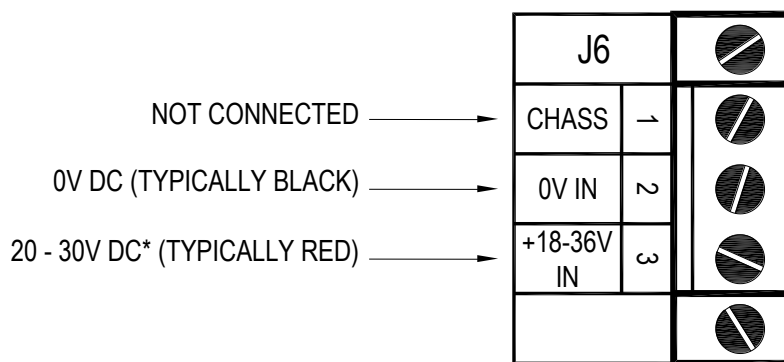 J6
NOT CONNECTED
CHASS
1
0V DC (TYPICALLY BLACK)
0V IN
2
20 - 30V DC* (TYPICALLY RED)
+18-36V
IN
3